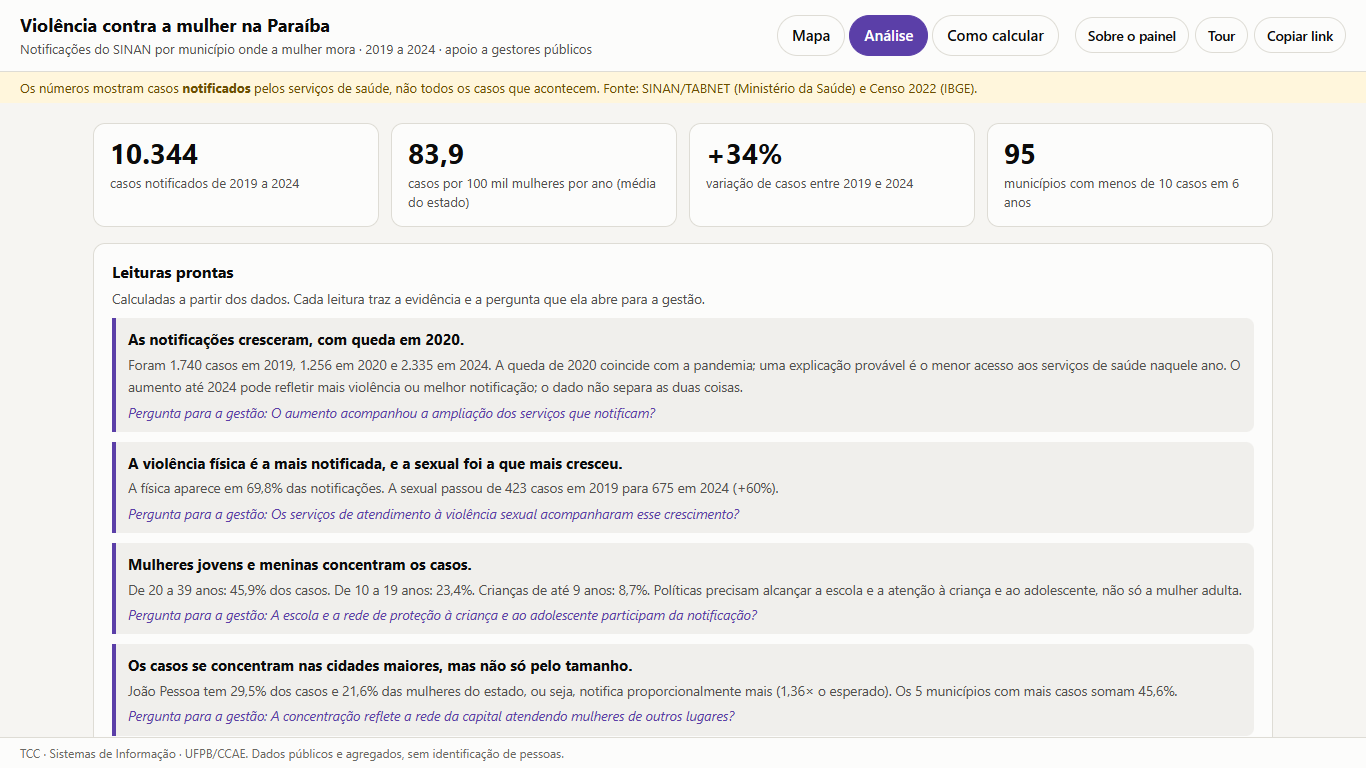 Violência contra a mulher na Paraíba
Notificações do SINAN por município onde a mulher mora · 2019 a 2024 · apoio a gestores públicos
Mapa
Análise
Como calcular
Sobre o painel
Tour
Copiar link
Os números mostram casos notificados pelos serviços de saúde, não todos os casos que acontecem. Fonte: SINAN/TABNET (Ministério da Saúde) e Censo 2022 (IBGE).
10.344
casos notificados de 2019 a 2024
83,9
casos por 100 mil mulheres por ano (média
do estado)
+34%
variação de casos entre 2019 e 2024
95
municípios com menos de 10 casos em 6
anos
Leituras prontas
Calculadas a partir dos dados. Cada leitura traz a evidência e a pergunta que ela abre para a gestão.
As notificações cresceram, com queda em 2020.
Foram 1.740 casos em 2019, 1.256 em 2020 e 2.335 em 2024. A queda de 2020 coincide com a pandemia; uma explicação provável é o menor acesso aos serviços de saúde naquele ano. O
aumento até 2024 pode refletir mais violência ou melhor notificação; o dado não separa as duas coisas.
Pergunta para a gestão: O aumento acompanhou a ampliação dos serviços que notificam?
A violência física é a mais notificada, e a sexual foi a que mais cresceu.
A física aparece em 69,8% das notificações. A sexual passou de 423 casos em 2019 para 675 em 2024 (+60%).
Pergunta para a gestão: Os serviços de atendimento à violência sexual acompanharam esse crescimento?
Mulheres jovens e meninas concentram os casos.
De 20 a 39 anos: 45,9% dos casos. De 10 a 19 anos: 23,4%. Crianças de até 9 anos: 8,7%. Políticas precisam alcançar a escola e a atenção à criança e ao adolescente, não só a mulher adulta.
Pergunta para a gestão: A escola e a rede de proteção à criança e ao adolescente participam da notificação?
Os casos se concentram nas cidades maiores, mas não só pelo tamanho.
João Pessoa tem 29,5% dos casos e 21,6% das mulheres do estado, ou seja, notifica proporcionalmente mais (1,36× o esperado). Os 5 municípios com mais casos somam 45,6%.
Pergunta para a gestão: A concentração reflete a rede da capital atendendo mulheres de outros lugares?
TCC · Sistemas de Informação · UFPB/CCAE. Dados públicos e agregados, sem identificação de pessoas.